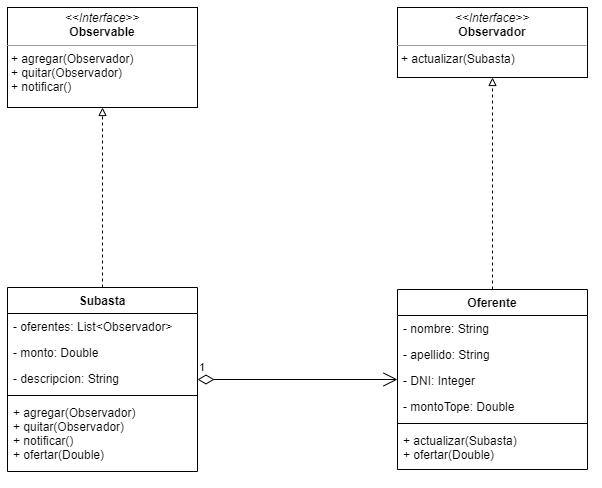 <<Interface>>
Observable
+ agregar(Observador)
+ quitar(Observador)
+ notificar()
<<Interface>>
Observador
+ actualizar(Subasta)
Subasta
- oferentes: List<Observador>
- monto: Double
- descripcion: String
+ agregar(Observador)
+ quitar(Observador)
+ notificar()
+ ofertar(Double)
1
Oferente
- nombre: String
- apellido: String
- DNI: Integer
- montoTope: Double
+ actualizar(Subasta)
+ ofertar(Double)